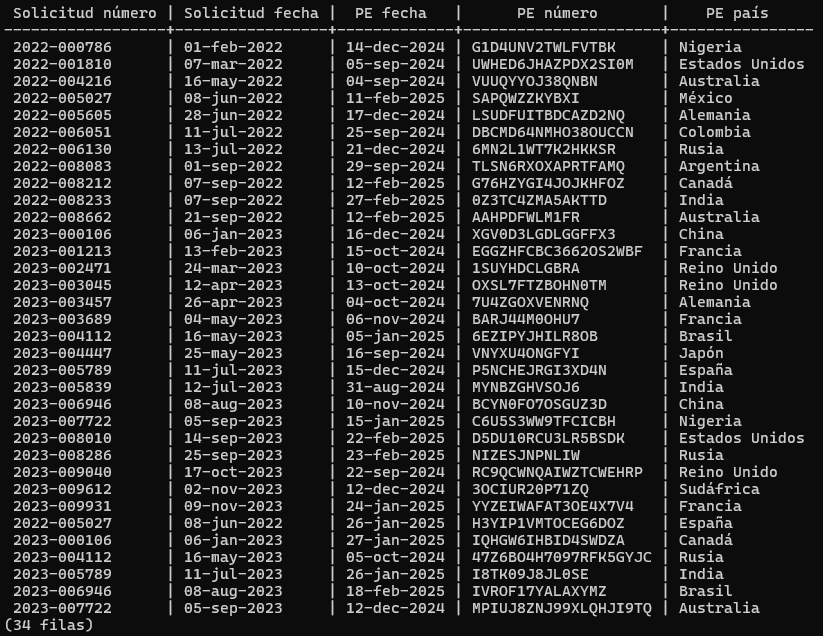 Solicitud número | Solicitud fecha | PE fecha | PE número | PE país
-----------------+-----------------+-------------+----------------------+----------------
2022-000786 | 01-feb-2022 | 14-dec-2024 | G1D4UNV2TWLFVTBK | Nigeria
2022-001810 | 07-mar-2022 | 05-sep-2024 | UWHED6JHAZPDX2SI0M | Estados Unidos
2022-004216 | 16-may-2022 | 04-sep-2024 | VUUQYYOJ38QNBN | Australia
2022-005027 | 08-jun-2022 | 11-feb-2025 | SAPQWZZKYBXI | México
2022-005605 | 28-jun-2022 | 17-dec-2024 | LSUDFUITBDCAZD2NQ | Alemania
2022-006051 | 11-jul-2022 | 25-sep-2024 | DBCMD64NMHO38OUCCN | Colombia
2022-006130 | 13-jul-2022 | 21-dec-2024 | 6MN2L1WT7K2HKKSR | Rusia
2022-008083 | 01-sep-2022 | 29-sep-2024 | TLSN6RXOXAPRTFAMQ | Argentina
2022-008212 | 07-sep-2022 | 12-feb-2025 | G76HZYGI4JOJKHFOZ | Canadá
2022-008233 | 07-sep-2022 | 27-feb-2025 | 0Z3TC4ZMA5AKTTD | India
2022-008662 | 21-sep-2022 | 12-feb-2025 | AAHPDFWLM1FR | Australia
2023-000106 | 06-jan-2023 | 16-dec-2024 | XGV0D3LGDLGGFFX3 | China
2023-001213 | 13-feb-2023 | 15-oct-2024 | EGGZHFCBC3662OS2WBF | Francia
2023-002471 | 24-mar-2023 | 10-oct-2024 | 1SUYHDCLGBRA | Reino Unido
2023-003045 | 12-apr-2023 | 13-oct-2024 | OXSL7FTZBOHN0TM | Reino Unido
2023-003457 | 26-apr-2023 | 04-oct-2024 | 7U4ZGOXVENRNQ | Alemania
2023-003689 | 04-may-2023 | 06-nov-2024 | BARJ44M0OHU7 | Francia
2023-004112 | 16-may-2023 | 05-jan-2025 | 6EZIPYJHILR8OB | Brasil
2023-004447 | 25-may-2023 | 16-sep-2024 | VNYXU4ONGFYI | Japón
2023-005789 | 11-jul-2023 | 15-dec-2024 | P5NCHEJRGI3XD4N | España
2023-005839 | 12-jul-2023 | 31-aug-2024 | MYNBZGHVSOJ6 | India
2023-006946 | 08-aug-2023 | 10-nov-2024 | BCYN0FO7OSGUZ3D | China
2023-007722 | 05-sep-2023 | 15-jan-2025 | C6U5S3WW9TFCICBH | Nigeria
2023-008010 | 14-sep-2023 | 22-feb-2025 | D5DU10RCU3LR5BSDK | Estados Unidos
2023-008286 | 25-sep-2023 | 23-feb-2025 | NIZESJNPNLIW | Rusia
2023-009040 | 17-oct-2023 | 22-sep-2024 | RC9QCWNQAIWZTCWEHRP | Reino Unido
2023-009612 | 02-nov-2023 | 12-dec-2024 | 3OCIUR20P71ZQ | Sudáfrica
2023-009931 | 09-nov-2023 | 24-jan-2025 | YYZEIWAFAT3OE4X7V4 | Francia
2022-005027 | 08-jun-2022 | 26-jan-2025 | H3YIP1VMTOCEG6DOZ | España
2023-000106 | 06-jan-2023 | 27-jan-2025 | IQHGW6IHBID4SWDZA | Canadá
2023-004112 | 16-may-2023 | 05-oct-2024 | 47Z6BO4H7097RFK5GYJC | Rusia
2023-005789 | 11-jul-2023 | 26-jan-2025 | I8TK09J8JL0SE | India
2023-006946 | 08-aug-2023 | 18-feb-2025 | IVROF17YALAXYMZ | Brasil
2023-007722 | 05-sep-2023 | 12-dec-2024 | MPIUJ8ZNJ99XLQHJI9TQ | Australia
(34 filas)